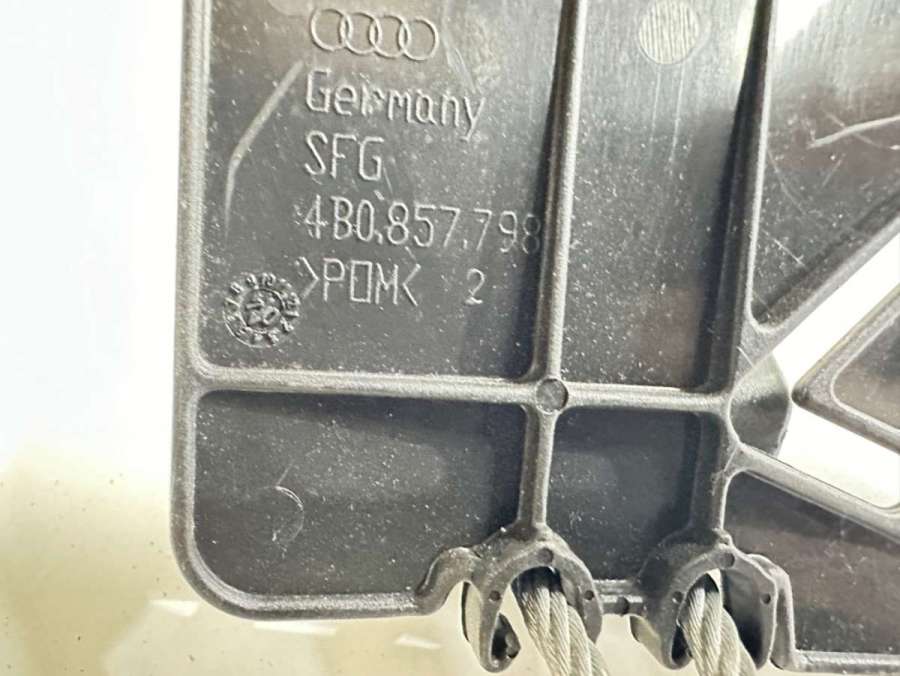 Germany
SFG
4B0.857.798
>POM< 2